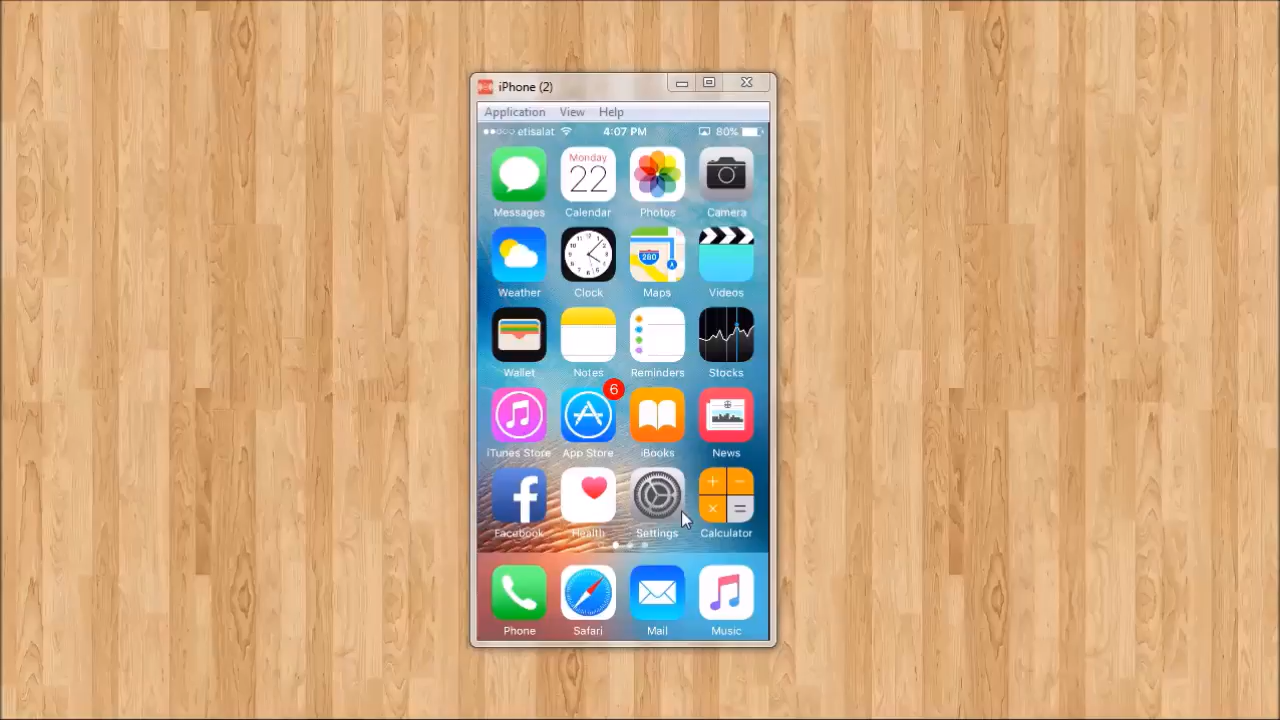 iPhone (2)
Application View Help
etisalat 4:07 PM 80%
Monday
22
Messages Calendar Photos Camera
280
Weather Clock Maps Videos
Wallet Notes Reminders Stocks
6
iTunes Store App Store iBooks News
Facebook Health Settings Calculator
Phone Safari Mail Music